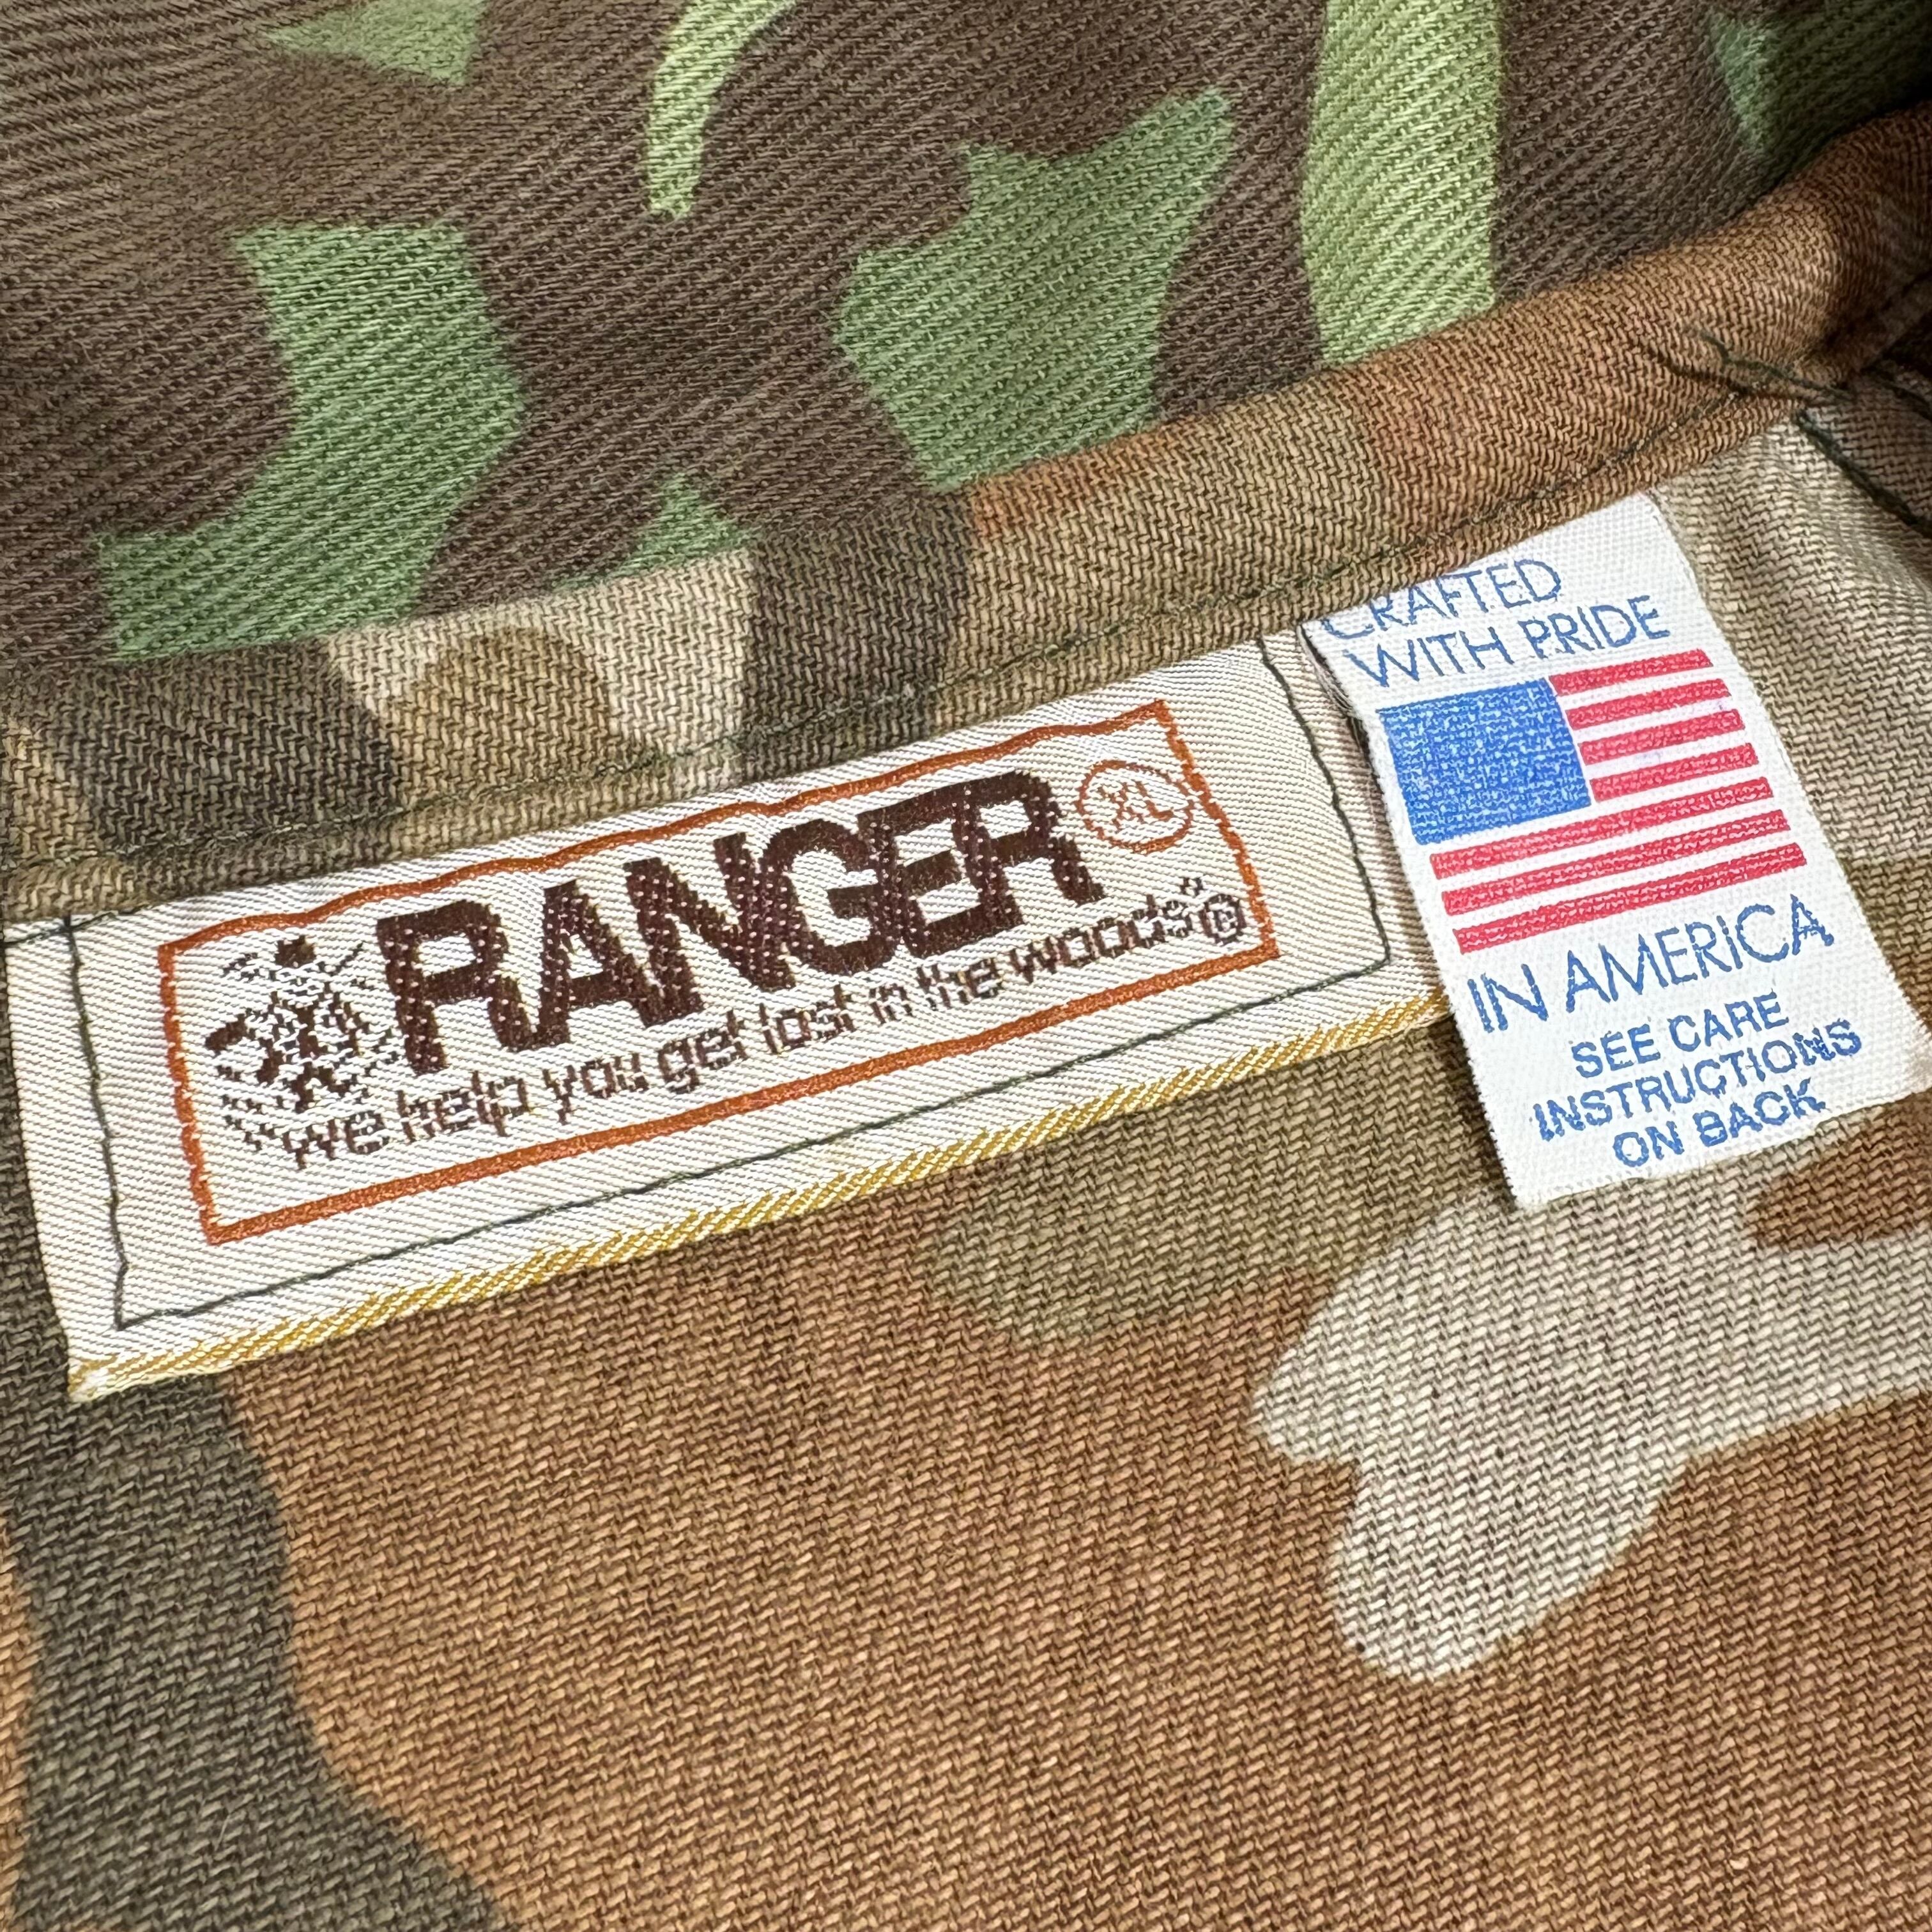 RANGER XL
"we help you get lost in the woods"®
CRAFTED
WITH PRIDE
IN AMERICA
SEE CARE
INSTRUCTIONS
ON BACK